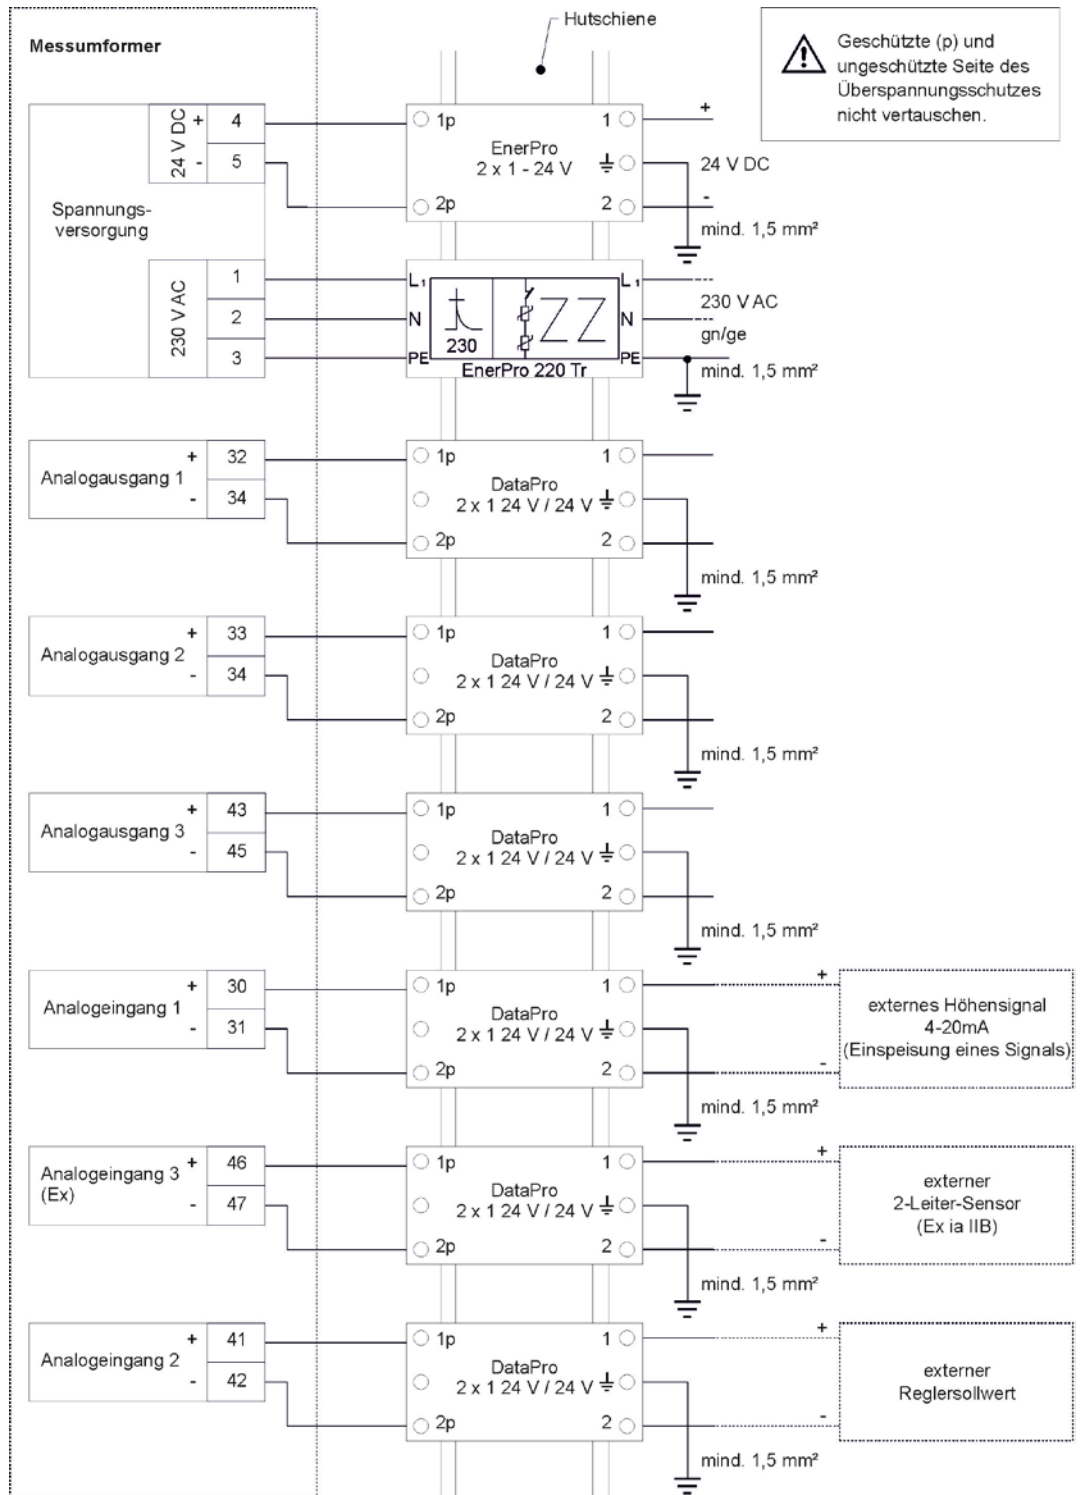 Hutschiene
Messumformer
Geschützte (p) und
ungeschützte Seite des
Überspannungsschutzes
nicht vertauschen.
Spannungs-
versorgung
24 V DC
+ 4
- 5
1p
2p
EnerPro
2 x 1 - 24 V
1
2
+
24 V DC
-
mind. 1,5 mm²
230 V AC
1
2
3
L1
N
PE
230
EnerPro 220 Tr
L1
N
PE
230 V AC
gn/ge
mind. 1,5 mm²
Analogausgang 1
+ 32
- 34
1p
2p
DataPro
2 x 1 24 V / 24 V
1
2
mind. 1,5 mm²
Analogausgang 2
+ 33
- 34
1p
2p
DataPro
2 x 1 24 V / 24 V
1
2
mind. 1,5 mm²
Analogausgang 3
+ 43
- 45
1p
2p
DataPro
2 x 1 24 V / 24 V
1
2
mind. 1,5 mm²
Analogeingang 1
+ 30
- 31
1p
2p
DataPro
2 x 1 24 V / 24 V
1
2
mind. 1,5 mm²
+
-
externes Höhensignal
4-20mA
(Einspeisung eines Signals)
Analogeingang 3
(Ex)
+ 46
- 47
1p
2p
DataPro
2 x 1 24 V / 24 V
1
2
mind. 1,5 mm²
+
-
externer
2-Leiter-Sensor
(Ex ia IIB)
Analogeingang 2
+ 41
- 42
1p
2p
DataPro
2 x 1 24 V / 24 V
1
2
mind. 1,5 mm²
+
-
externer
Reglersollwert